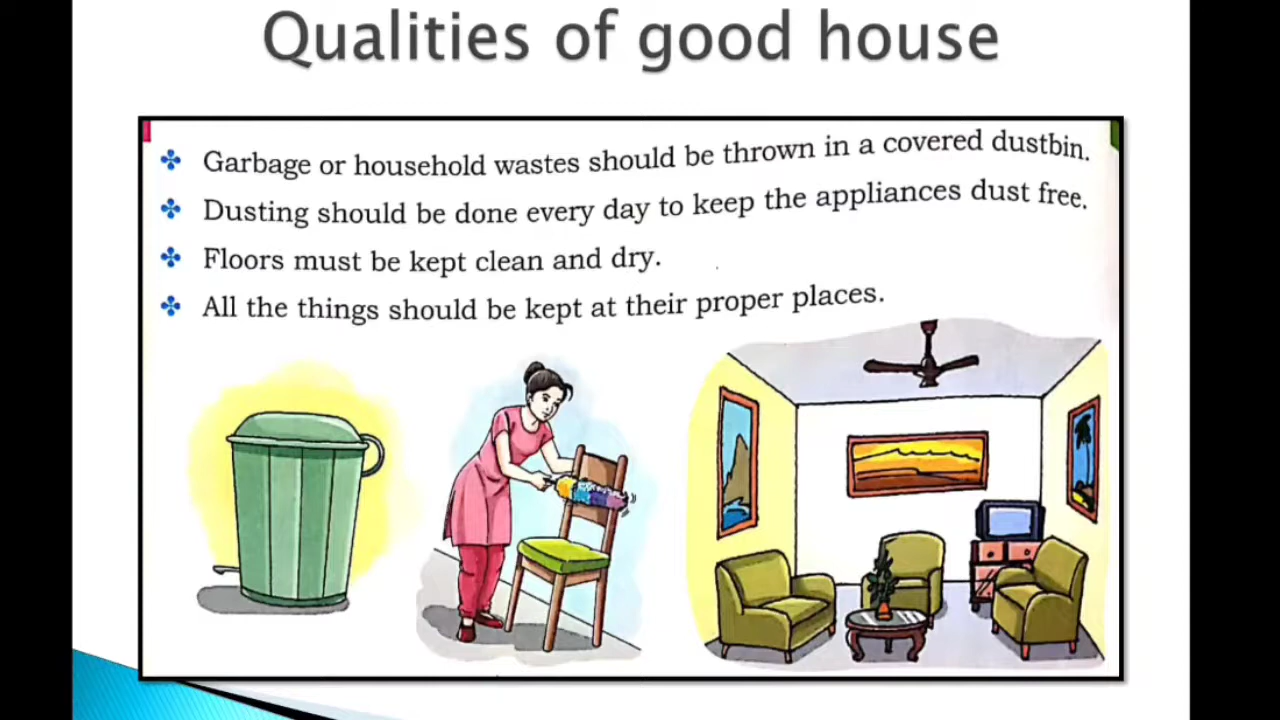 Qualities of good house
Garbage or household wastes should be thrown in a covered dustbin.
Dusting should be done every day to keep the appliances dust free.
Floors must be kept clean and dry.
All the things should be kept at their proper places.